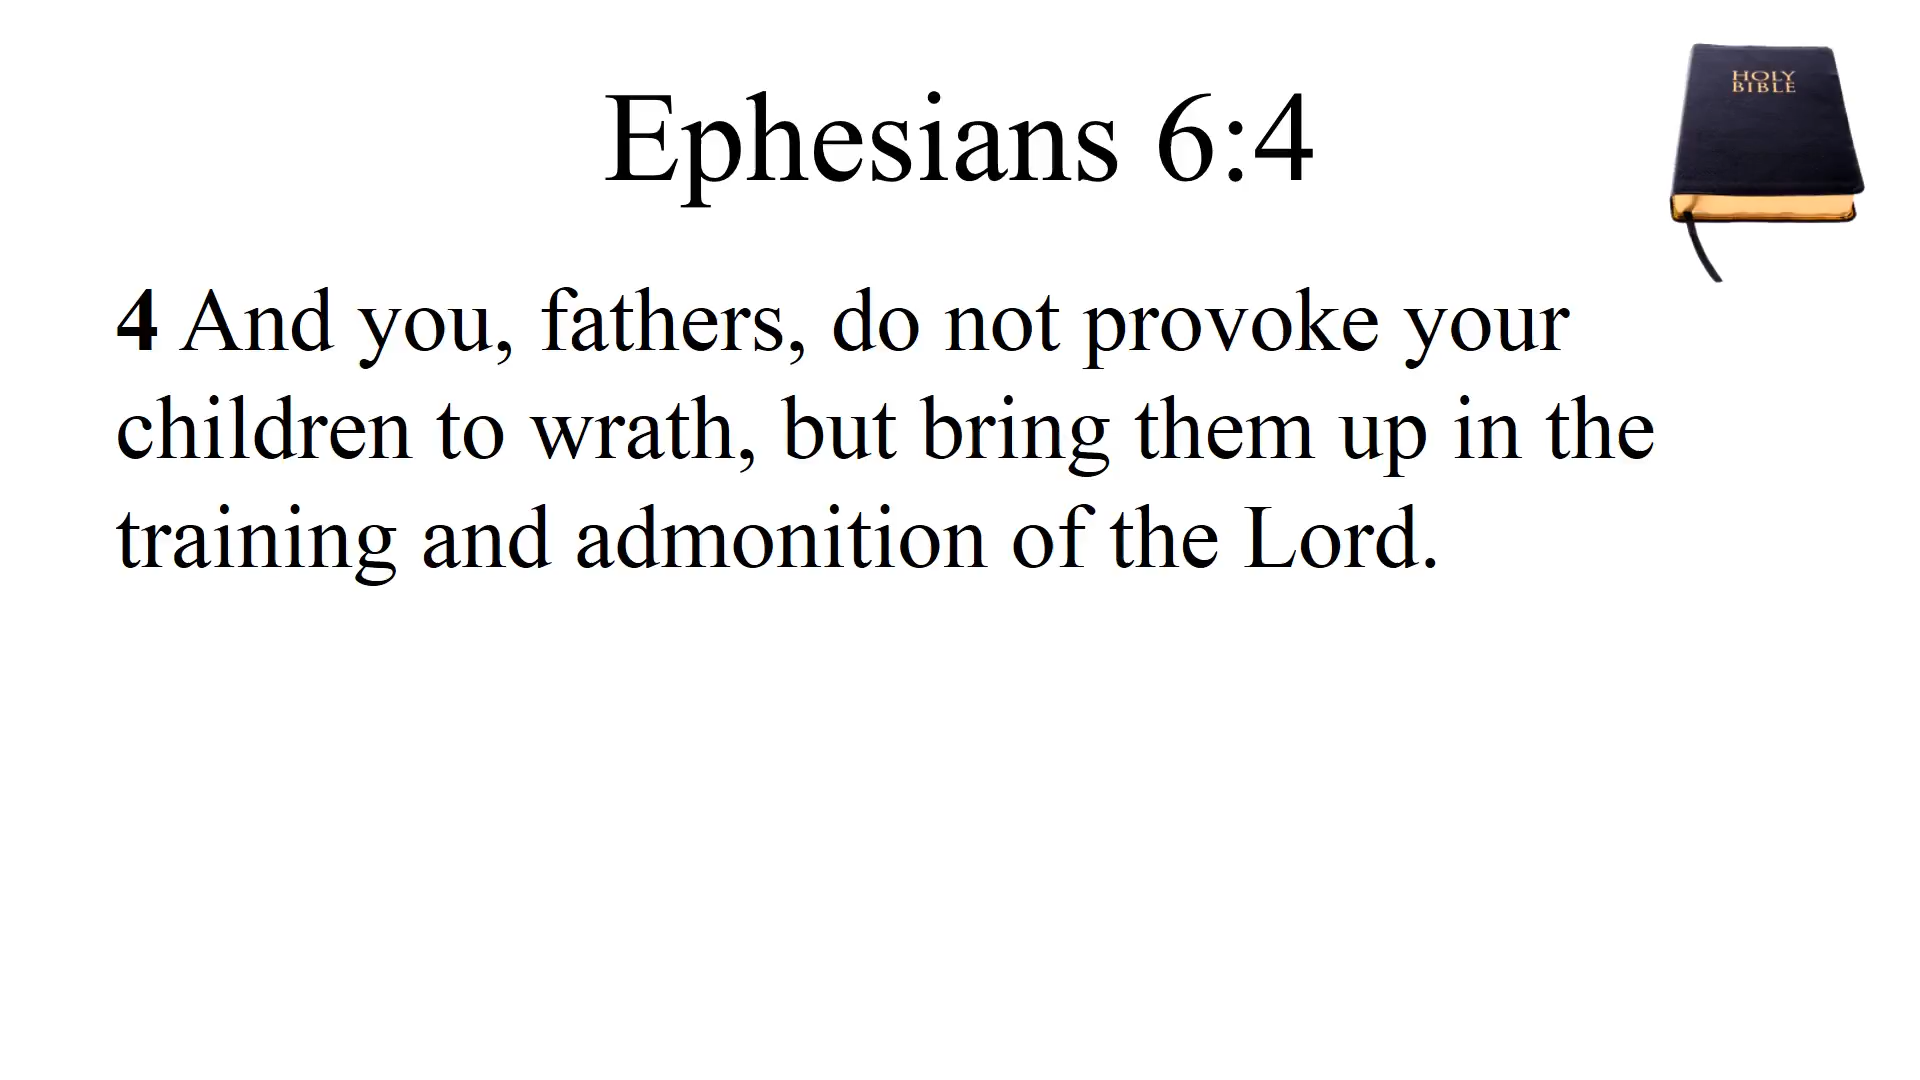 HOLY
BIBLE
Ephesians 6:4
4 And you, fathers, do not provoke your
children to wrath, but bring them up in the
training and admonition of the Lord.